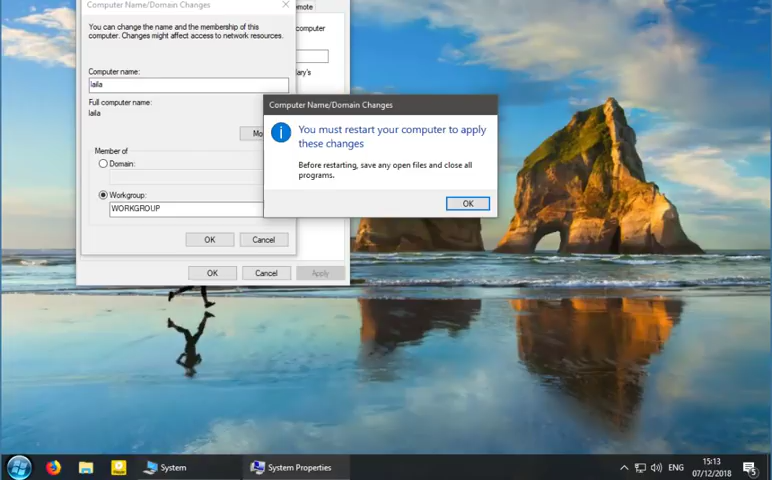 Computer Name/Domain Changes
You can change the name and the membership of this
computer. Changes might affect access to network resources.
Computer name:
laila
Full computer name:
laila
Member of
Domain:
Workgroup:
WORKGROUP
OK
Cancel
omputer
ary's
OK
Cancel
Apply
Computer Name/Domain Changes
You must restart your computer to apply
these changes
Before restarting, save any open files and close all
programs.
OK
System
System Properties
ENG
15:13
07/12/2018
5